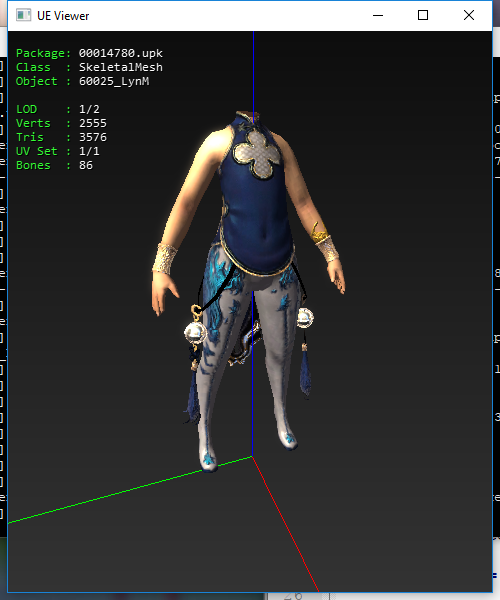 UE Viewer
Package: 00014780.upk
Class : SkeletalMesh
Object : 60025_LynM
LOD : 1/2
Verts : 2555
Tris : 3576
UV Set : 1/1
Bones : 86
26